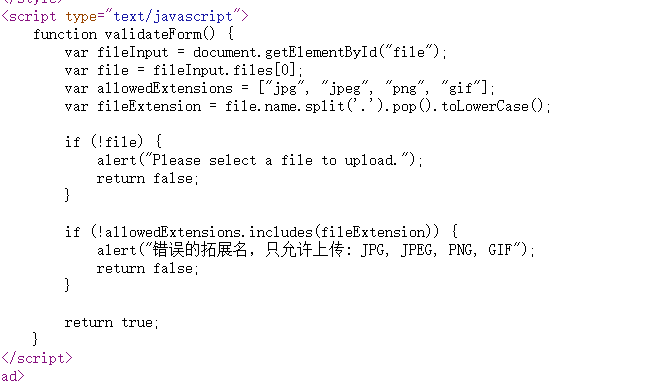 </style>
<script type="text/javascript">
function validateForm() {
var fileInput = document.getElementById("file");
var file = fileInput.files[0];
var allowedExtensions = ["jpg", "jpeg", "png", "gif"];
var fileExtension = file.name.split('.').pop().toLowerCase();
if (!file) {
alert("Please select a file to upload.");
return false;
}
if (!allowedExtensions.includes(fileExtension)) {
alert("错误的拓展名，只允许上传: JPG, JPEG, PNG, GIF");
return false;
}
return true;
}
</script>
ad>